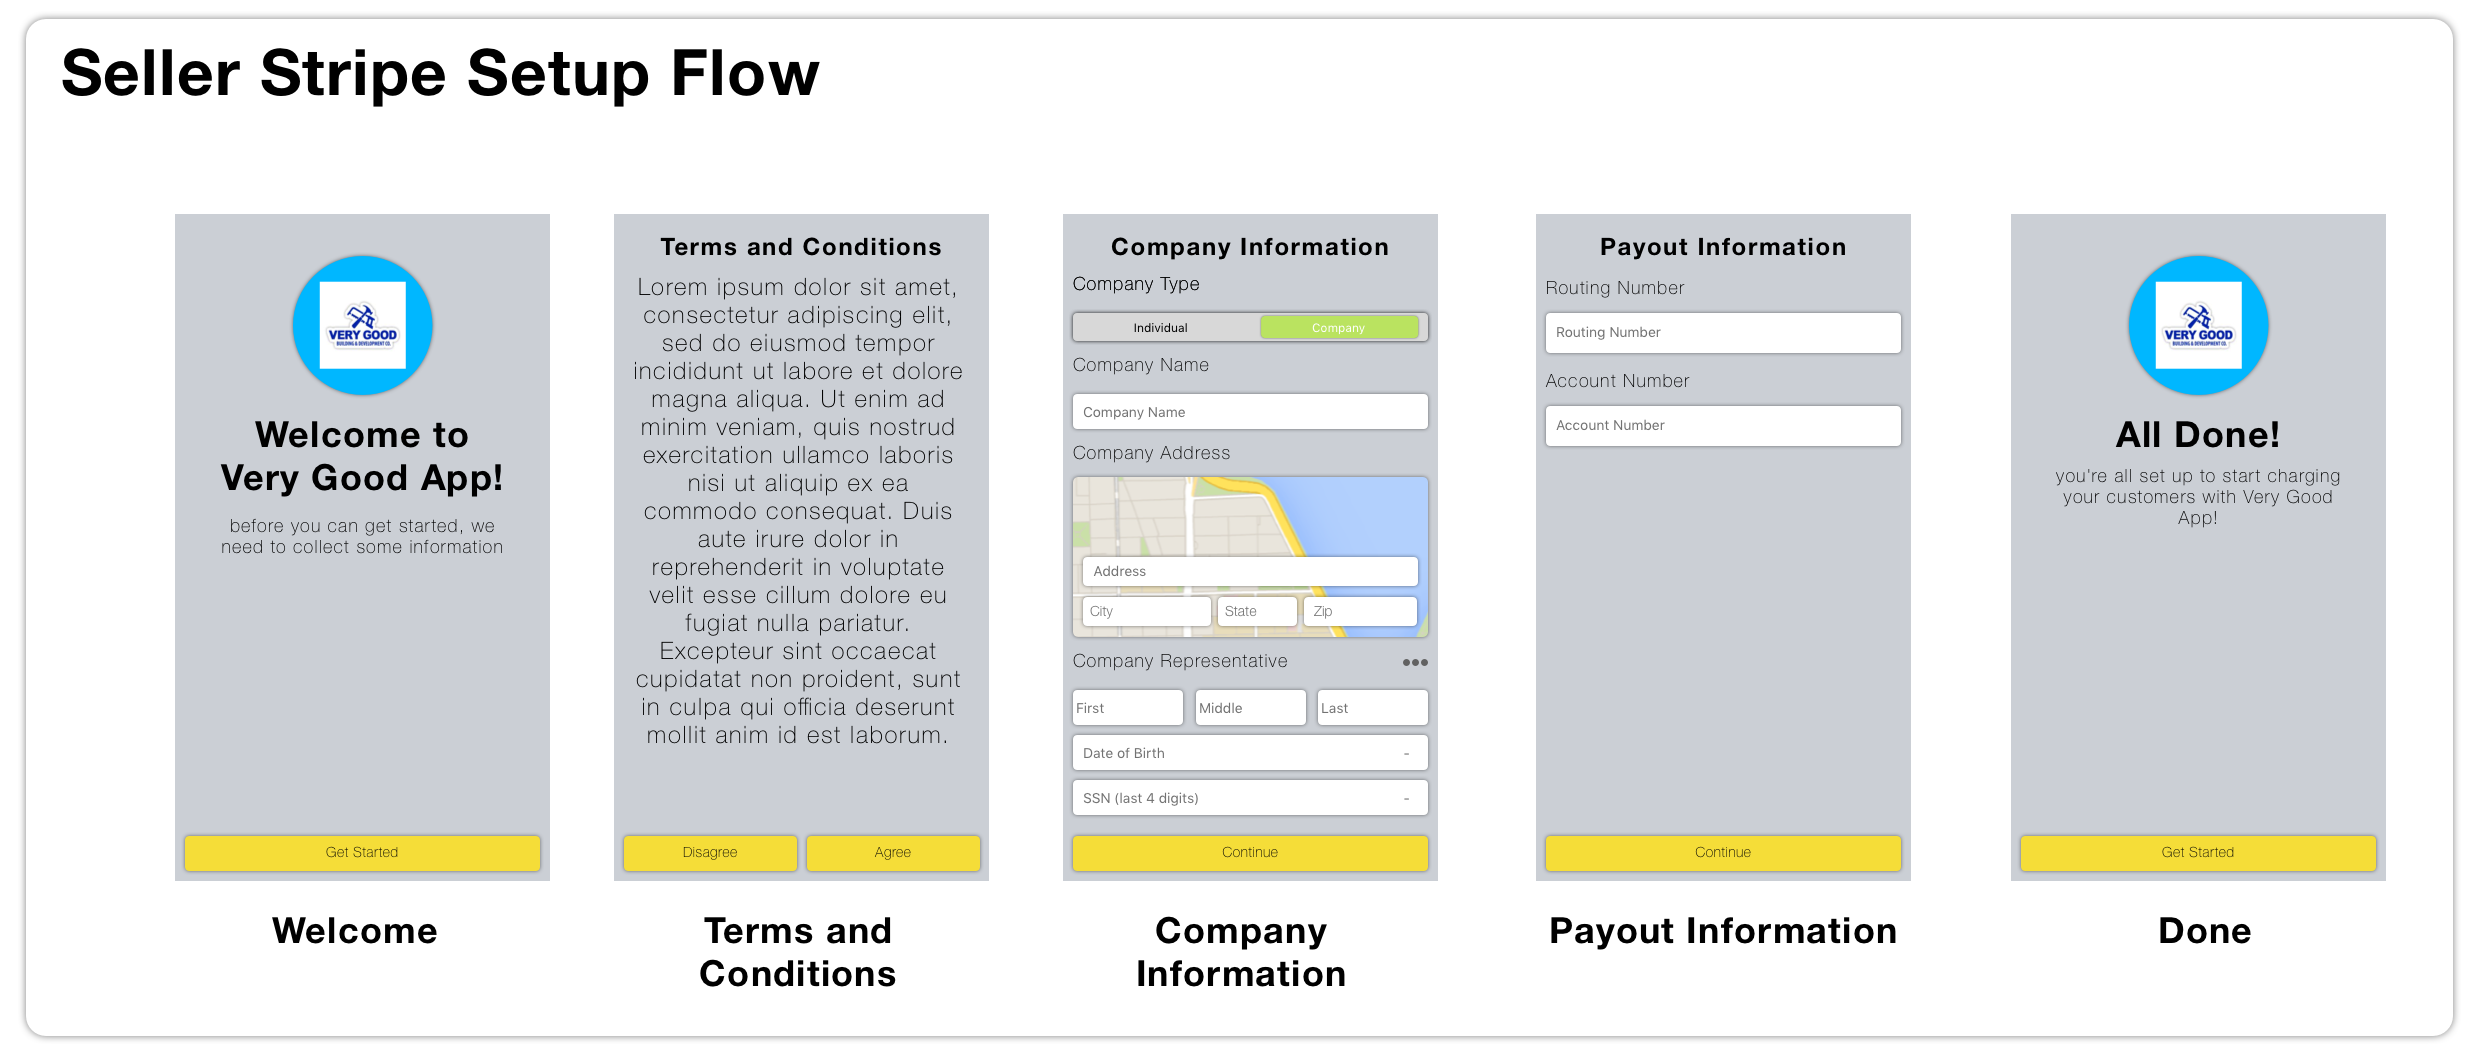 Seller Stripe Setup Flow
VERY GOOD
BUILDING & DEVELOPMENT CO.
Welcome to
Very Good App!
before you can get started, we
need to collect some information
Get Started
Welcome
Terms and Conditions
Lorem ipsum dolor sit amet,
consectetur adipiscing elit,
sed do eiusmod tempor
incididunt ut labore et dolore
magna aliqua. Ut enim ad
minim veniam, quis nostrud
exercitation ullamco laboris
nisi ut aliquip ex ea
commodo consequat. Duis
aute irure dolor in
reprehenderit in voluptate
velit esse cillum dolore eu
fugiat nulla pariatur.
Excepteur sint occaecat
cupidatat non proident, sunt
in culpa qui officia deserunt
mollit anim id est laborum.
Disagree Agree
Terms and
Conditions
Company Information
Company Type
Individual Company
Company Name
Company Name
Company Address
Address
City State Zip
Company Representative •••
First Middle Last
Date of Birth -
SSN (last 4 digits) -
Continue
Company
Information
Payout Information
Routing Number
Routing Number
Account Number
Account Number
Continue
Payout Information
VERY GOOD
BUILDING & DEVELOPMENT CO.
All Done!
you're all set up to start charging
your customers with Very Good
App!
Get Started
Done